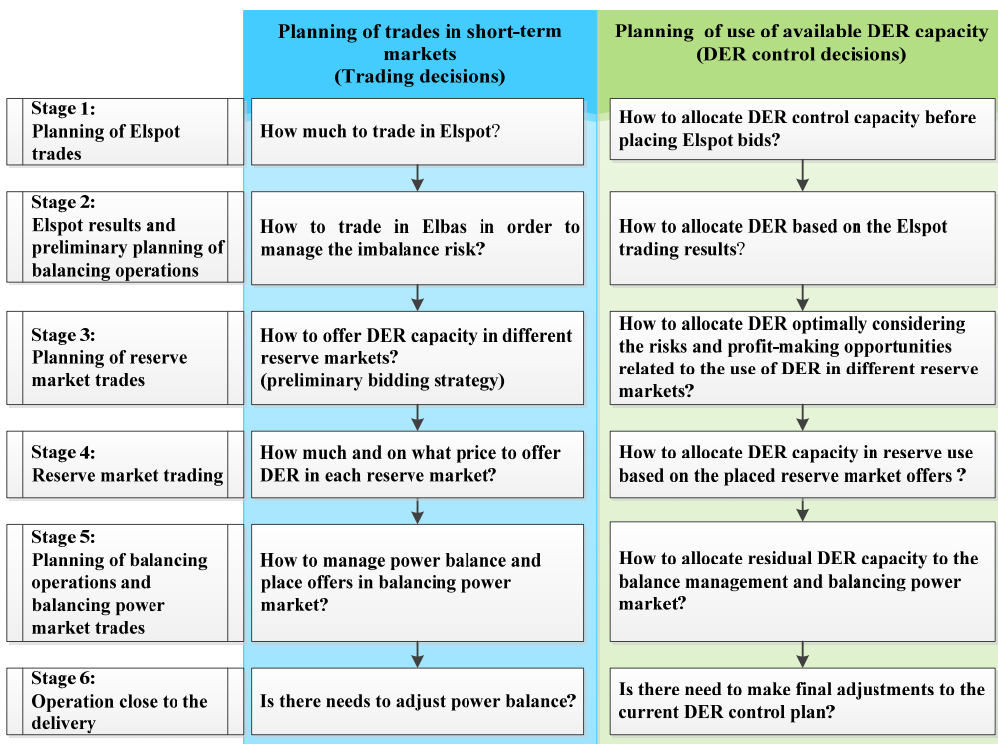 Planning of trades in short-term
markets
(Trading decisions)
Planning of use of available DER capacity
(DER control decisions)
Stage 1:
Planning of Elspot
trades
How much to trade in Elspot?
How to allocate DER control capacity before
placing Elspot bids?
Stage 2:
Elspot results and
preliminary planning of
balancing operations
How to trade in Elbas in order to
manage the imbalance risk?
How to allocate DER based on the Elspot
trading results?
Stage 3:
Planning of reserve
market trades
How to offer DER capacity in different
reserve markets?
(preliminary bidding strategy)
How to allocate DER optimally considering
the risks and profit-making opportunities
related to the use of DER in different reserve
markets?
Stage 4:
Reserve market trading
How much and on what price to offer
DER in each reserve market?
How to allocate DER capacity in reserve use
based on the placed reserve market offers ?
Stage 5:
Planning of balancing
operations and
balancing power
market trades
How to manage power balance and
place offers in balancing power
market?
How to allocate residual DER capacity to the
balance management and balancing power
market?
Stage 6:
Operation close to the
delivery
Is there needs to adjust power balance?
Is there need to make final adjustments to the
current DER control plan?